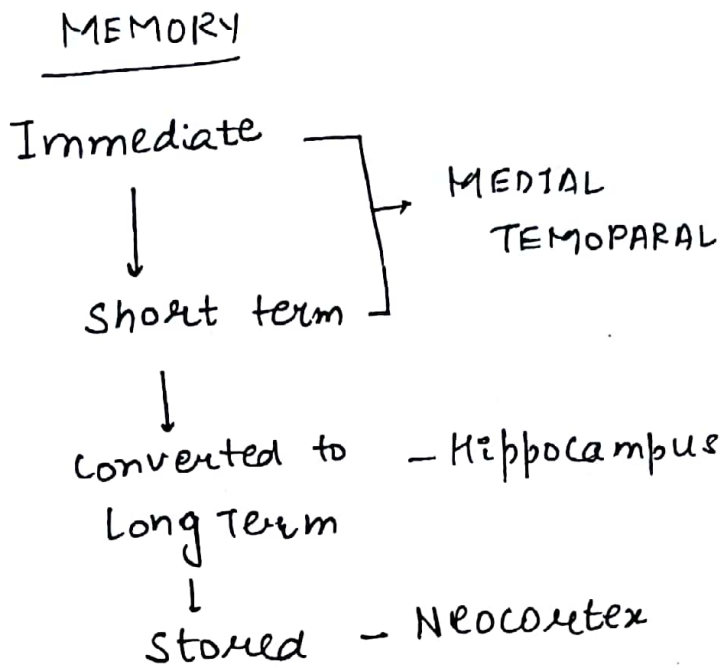 MEMORY
Immediate
MEDIAL
TEMOPARAL
Short term
Converted to - Hippocampus
Long Term
Stored - Neocortex